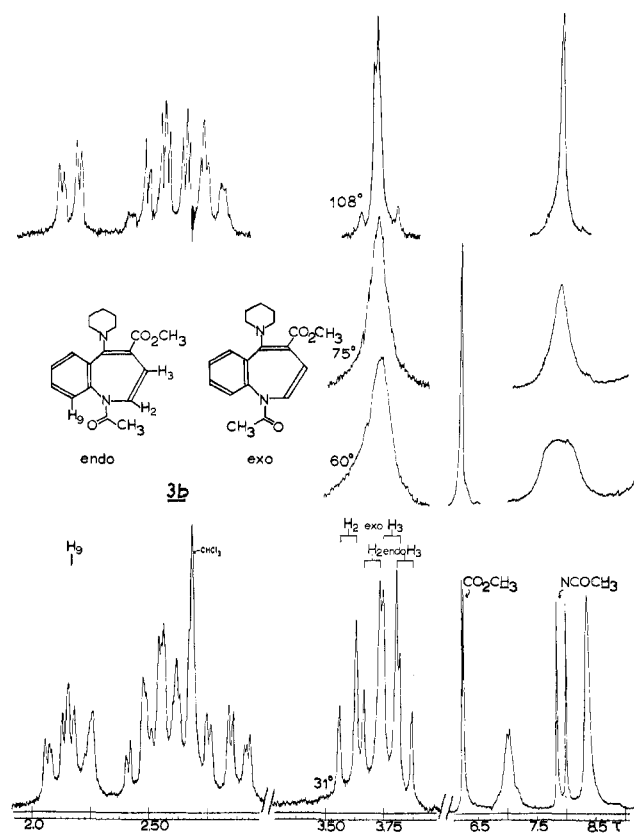 108°
75°
60°
N
CO₂CH₃
H₃
H₂
N
H₉
O
CH₃
endo
N
CO₂CH₃
N
CH₃
O
exo
3b
H₉
CHCl₃
H₂ exo H₃
H₂ endo H₃
CO₂CH₃
NCOCH₃
31°
2.0
2.50
3.50
3.75
6.5
7.5
8.5 τ